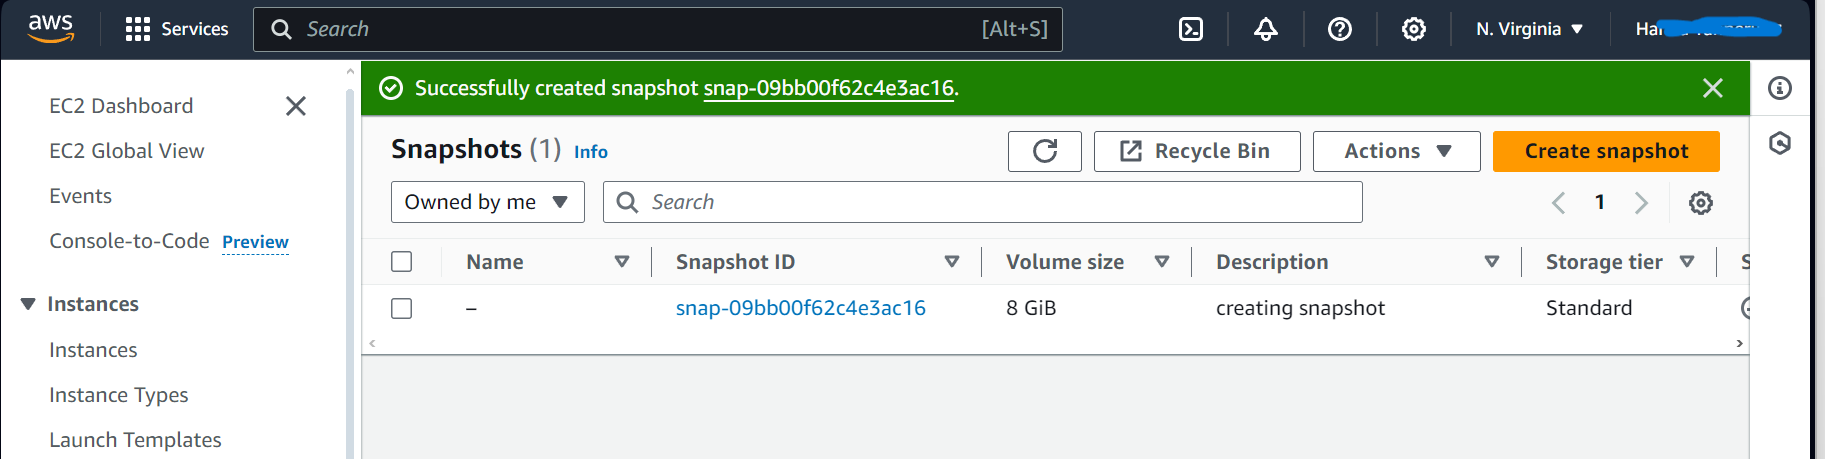 aws
Services
Search
[Alt+S]
N. Virginia
EC2 Dashboard
EC2 Global View
Events
Console-to-Code Preview
Instances
Instances
Instance Types
Launch Templates
Successfully created snapshot snap-09bb00f62c4e3ac16.
Snapshots (1) Info
Recycle Bin
Actions
Create snapshot
Owned by me
Search
1
Name
Snapshot ID
Volume size
Description
Storage tier
–
snap-09bb00f62c4e3ac16
8 GiB
creating snapshot
Standard